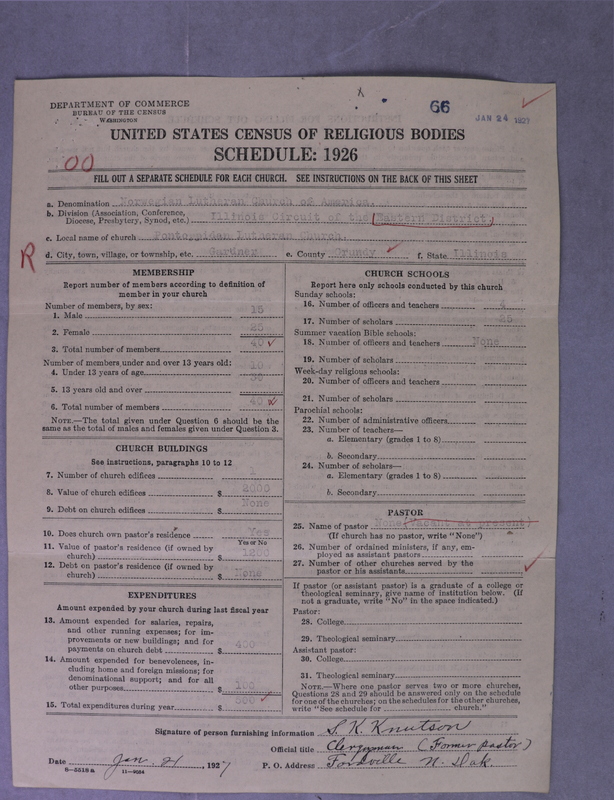 66
JAN 24 1927
DEPARTMENT OF COMMERCE
BUREAU OF THE CENSUS
WASHINGTON
UNITED STATES CENSUS OF RELIGIOUS BODIES
SCHEDULE: 1926
OO
FILL OUT A SEPARATE SCHEDULE FOR EACH CHURCH. SEE INSTRUCTIONS ON THE BACK OF THIS SHEET
a. Denomination Norwegian Lutheran Church of America.
b. Division (Association, Conference, Diocese, Presbytery, Synod, etc.) Illinois Circuit of the Eastern District
c. Local name of church Pontoppidan Lutheran Church.
R
d. City, town, village, or township, etc. Gardner e. County Grundy f. State Illinois
MEMBERSHIP
Report number of members according to definition of
member in your church
Number of members, by sex:
1. Male 15
2. Female 25
3. Total number of members 40
Number of members under and over 13 years old:
4. Under 13 years of age 10
5. 13 years old and over 30
6. Total number of members 40
NOTE.—The total given under Question 6 should be the
same as the total of males and females given under Question 3.
CHURCH BUILDINGS
See instructions, paragraphs 10 to 12
7. Number of church edifices 1
8. Value of church edifices $ 2000
9. Debt on church edifices $ None
10. Does church own pastor's residence Yes
Yes or No
11. Value of pastor's residence (if owned by
church) $ 1200
12. Debt on pastor's residence (if owned by
church) $ None
EXPENDITURES
Amount expended by your church during last fiscal year
13. Amount expended for salaries, repairs,
and other running expenses; for im-
provements or new buildings; and for
payments on church debt $ 400
14. Amount expended for benevolences, in-
cluding home and foreign missions; for
denominational support; and for all
other purposes $ 100
15. Total expenditures during year $ 500
CHURCH SCHOOLS
Report here only schools conducted by this church
Sunday schools:
16. Number of officers and teachers 4
17. Number of scholars 25
Summer vacation Bible schools:
18. Number of officers and teachers None
19. Number of scholars
Week-day religious schools:
20. Number of officers and teachers
21. Number of scholars
Parochial schools:
22. Number of administrative officers
23. Number of teachers—
a. Elementary (grades 1 to 8)
b. Secondary
24. Number of scholars—
a. Elementary (grades 1 to 8)
b. Secondary
PASTOR
25. Name of pastor None(Vacant at present)
(If church has no pastor, write "None")
26. Number of ordained ministers, if any, em-
ployed as assistant pastors
27. Number of other churches served by the
pastor or his assistants
If pastor (or assistant pastor) is a graduate of a college or
theological seminary, give name of institution below. (If
not a graduate, write "No" in the space indicated.)
Pastor:
28. College
29. Theological seminary
Assistant pastor:
30. College
31. Theological seminary
NOTE.—Where one pastor serves two or more churches,
Questions 28 and 29 should be answered only on the schedule
for one of the churches; on the schedules for the other churches,
write "See schedule for church."
Signature of person furnishing information S. K. Knutson
Official title Clergyman (Former pastor)
Date Jan. 21, 1927 P. O. Address Fordville N. Dak.
8—5518a 11—9024